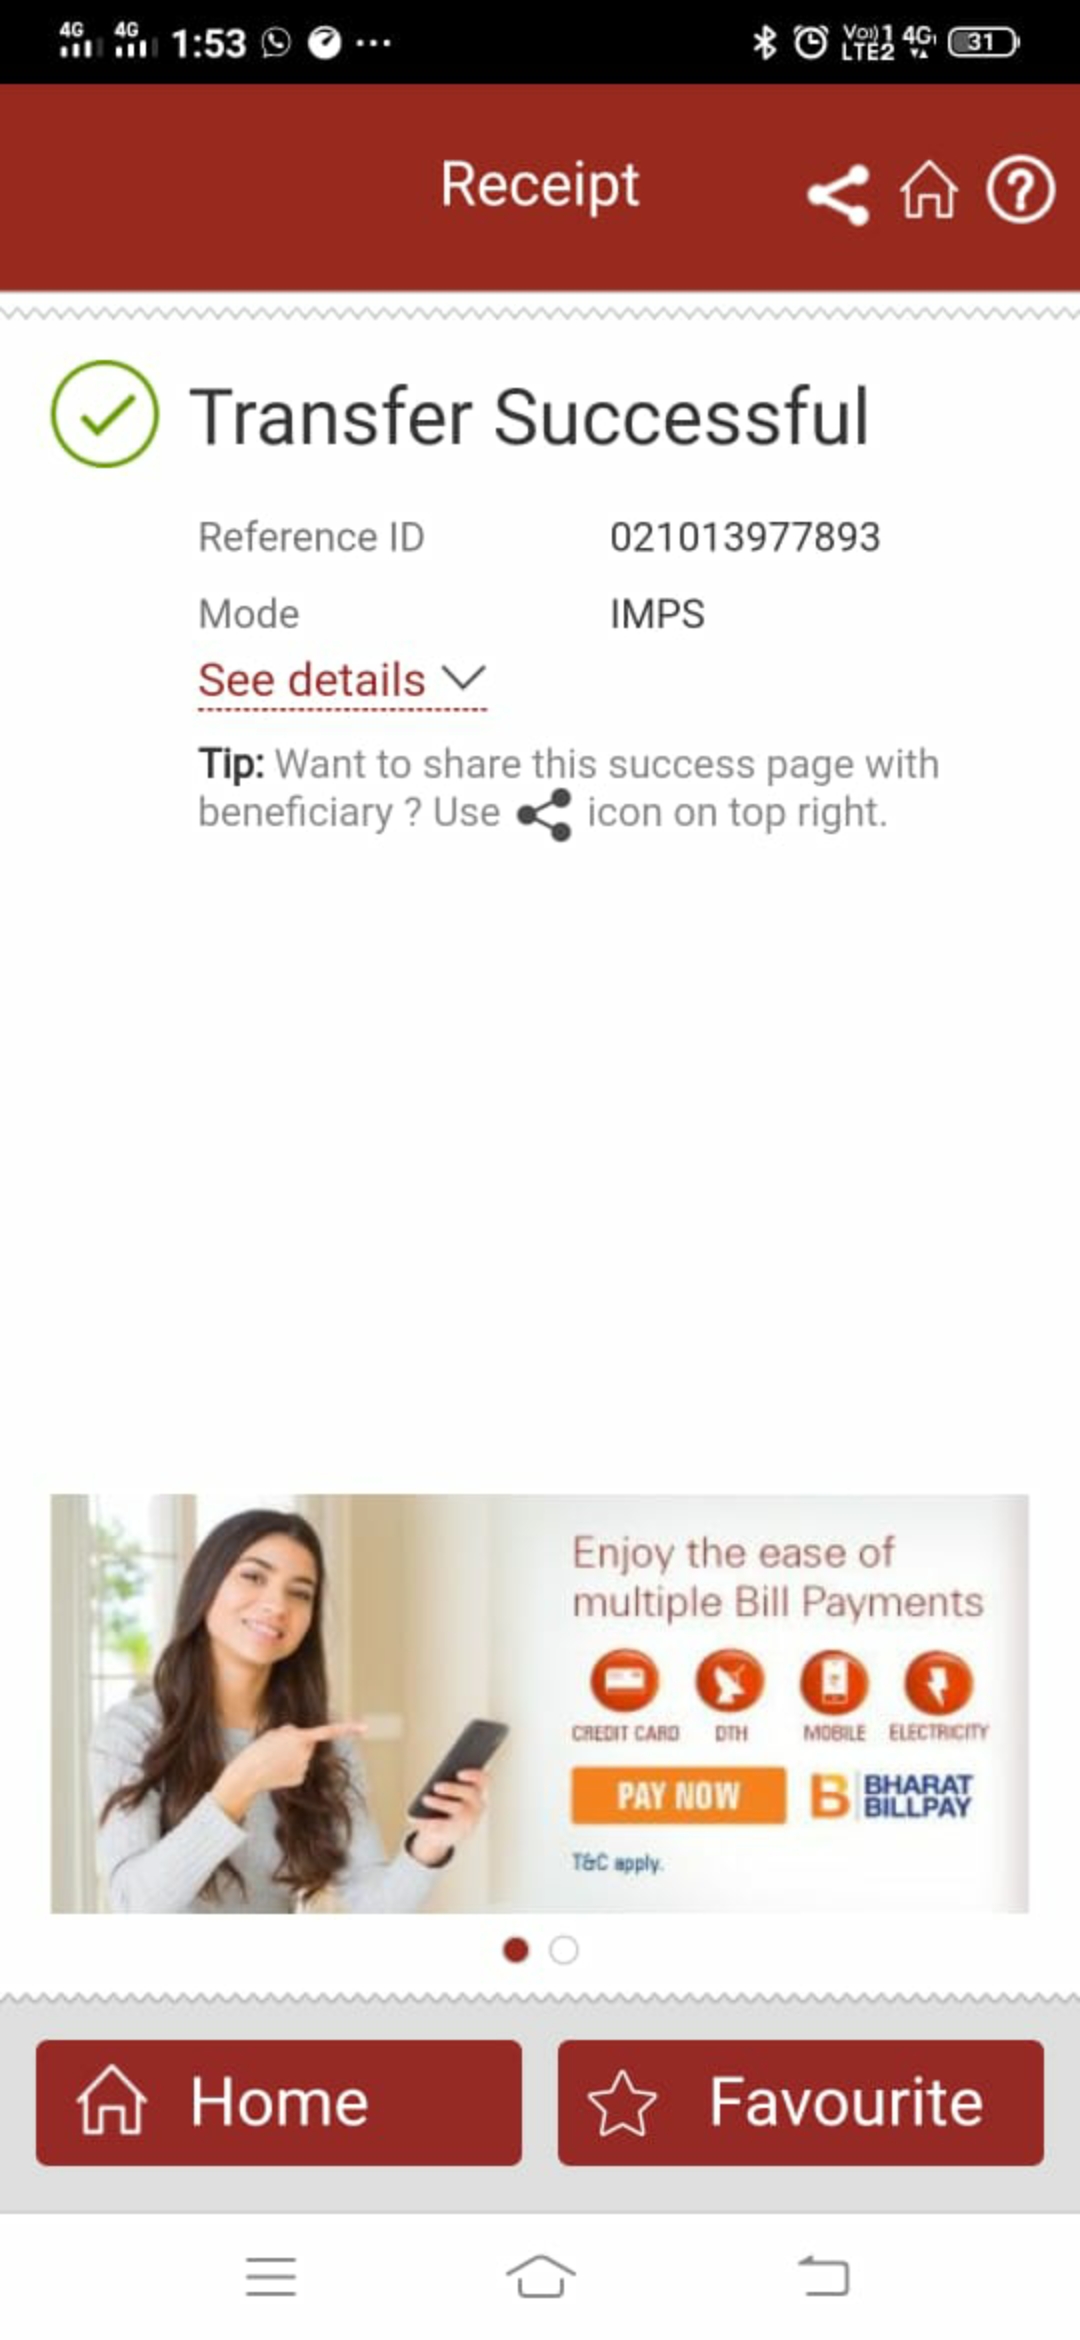 4G 4G 1:53 ... Vo)) 1 LTE2 4G 31
Receipt
Transfer Successful
Reference ID 021013977893
Mode IMPS
See details
Tip: Want to share this success page with
beneficiary ? Use icon on top right.
Enjoy the ease of
multiple Bill Payments
CREDIT CARD DTH MOBILE ELECTRICITY
PAY NOW B BHARAT
BILLPAY
T&C apply.
Home Favourite